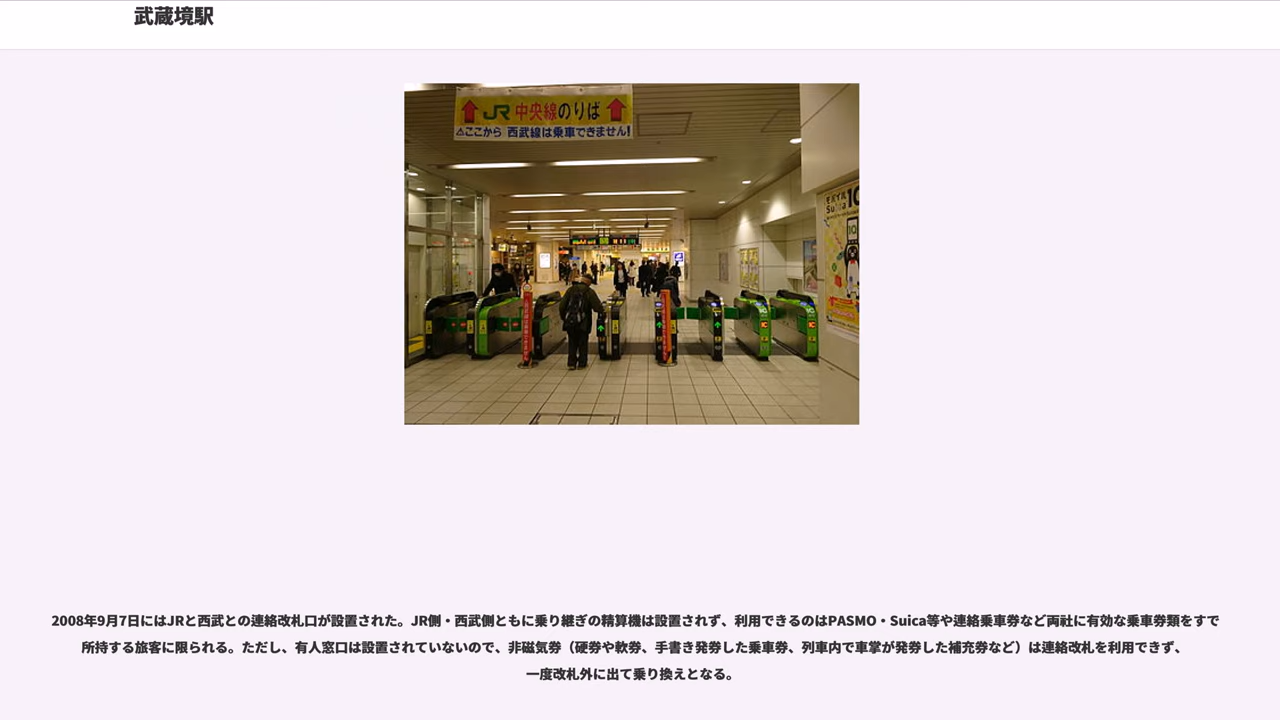 武蔵境駅
JR 中央線のりば
⚠ここから 西武線は乗車できません!
モバイル
Suica
10
2008年9月7日にはJRと西武との連絡改札口が設置された。JR側・西武側ともに乗り継ぎの精算機は設置されず、利用できるのはPASMO・Suica等や連絡乗車券など両社に有効な乗車券類をすで
所持する旅客に限られる。ただし、有人窓口は設置されていないので、非磁気券（硬券や軟券、手書き発券した乗車券、列車内で車掌が発券した補充券など）は連絡改札を利用できず、
一度改札外に出て乗り換えとなる。